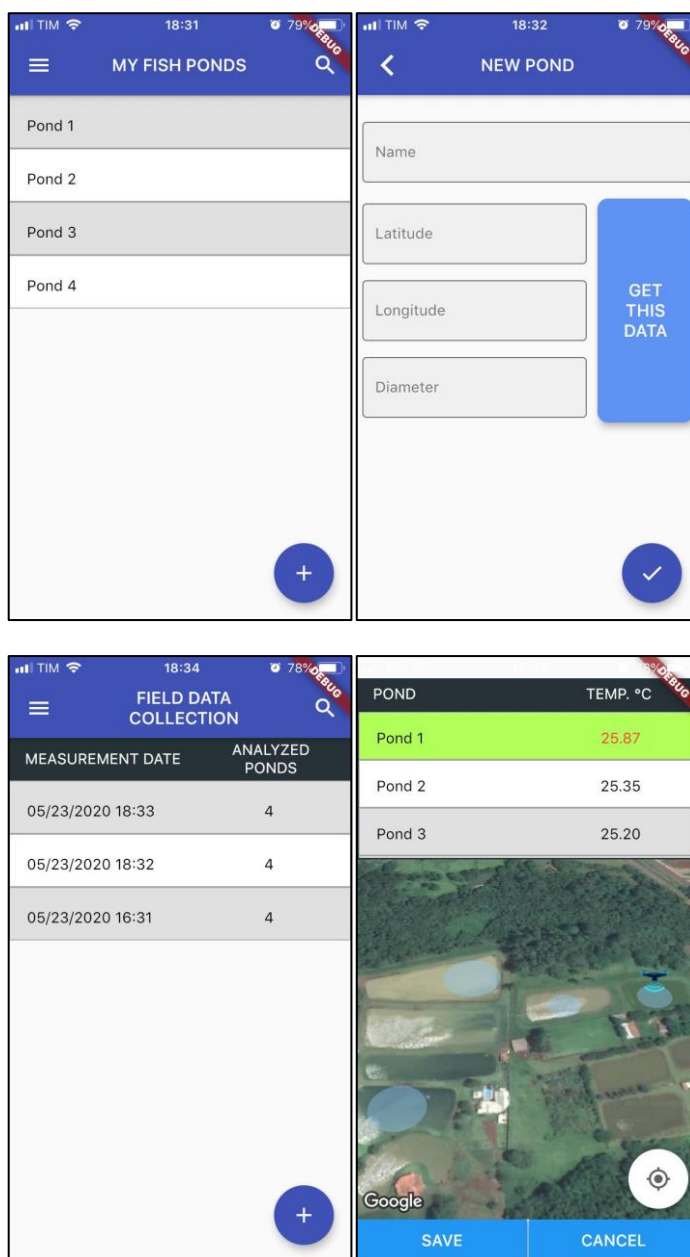 TIM 18:31 79%
DEBUG
MY FISH PONDS
Pond 1
Pond 2
Pond 3
Pond 4
+
TIM 18:32 79%
DEBUG
NEW POND
Name
Latitude
Longitude
Diameter
GET
THIS
DATA
TIM 18:34 78%
DEBUG
FIELD DATA
COLLECTION
MEASUREMENT DATE ANALYZED
PONDS
05/23/2020 18:33 4
05/23/2020 18:32 4
05/23/2020 16:31 4
+
DEBUG
POND TEMP. °C
Pond 1 25.87
Pond 2 25.35
Pond 3 25.20
Google
SAVE CANCEL